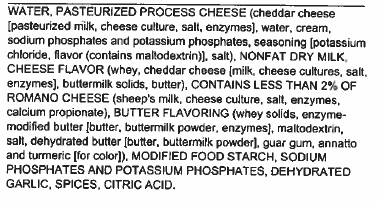 WATER, PASTEURIZED PROCESS CHEESE (cheddar cheese
[pasteurized milk, cheese culture, salt, enzymes], water, cream,
sodium phosphates and potassium phosphates, seasoning [potassium
chloride, flavor (contains maltodextrin)], salt), NONFAT DRY MILK,
CHEESE FLAVOR (whey, cheddar cheese [milk, cheese cultures, salt,
enzymes], buttermilk solids, butter), CONTAINS LESS THAN 2% OF
ROMANO CHEESE (sheep's milk, cheese culture, salt, enzymes,
calcium propionate), BUTTER FLAVORING (whey solids, enzyme-
modified butter [butter, buttermilk powder, enzymes], maltodextrin,
salt, dehydrated butter [butter, buttermilk powder], guar gum, annatto
and turmeric [for color]), MODIFIED FOOD STARCH, SODIUM
PHOSPHATES AND POTASSIUM PHOSPHATES, DEHYDRATED
GARLIC, SPICES, CITRIC ACID.